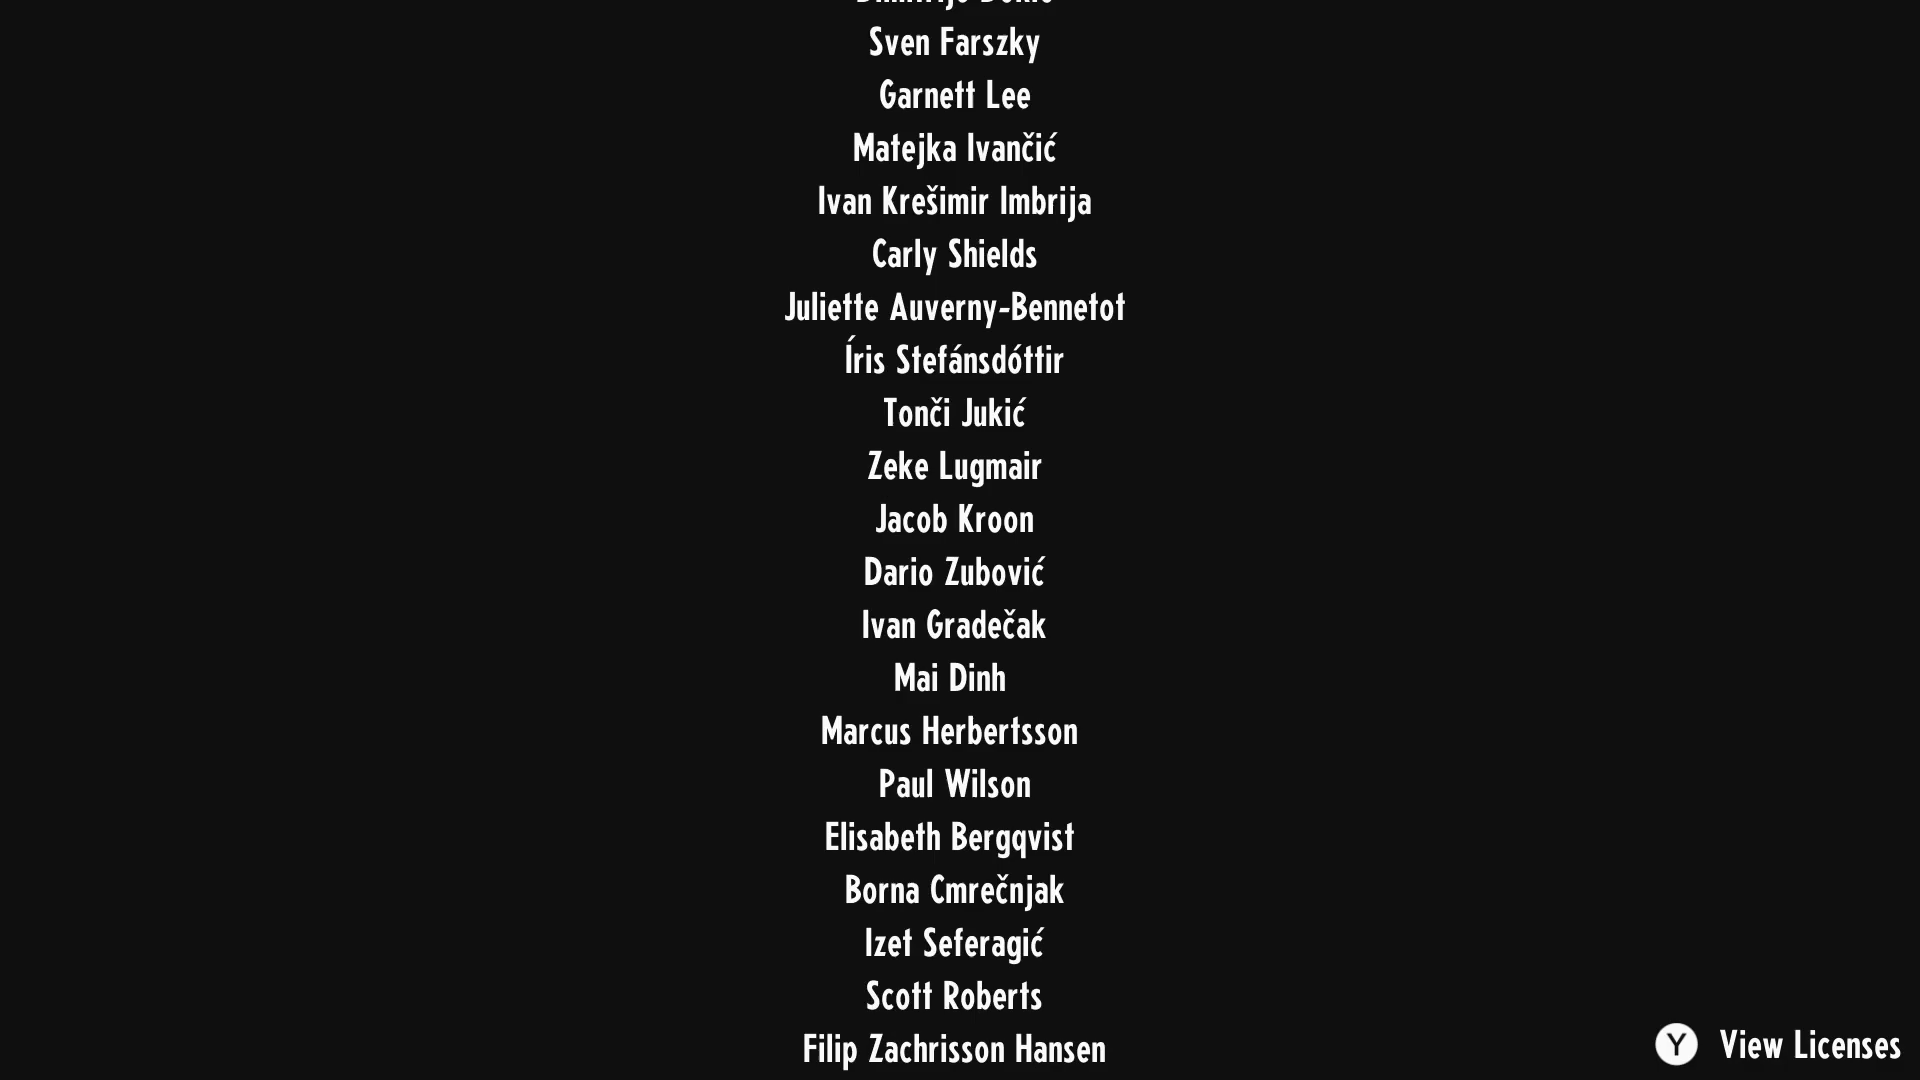 Sven Farszky
Garnett Lee
Matejka Ivančić
Ivan Krešimir Imbrija
Carly Shields
Juliette Auverny-Bennetot
Íris Stefánsdóttir
Tonči Jukić
Zeke Lugmair
Jacob Kroon
Dario Zubović
Ivan Gradečak
Mai Dinh
Marcus Herbertsson
Paul Wilson
Elisabeth Bergqvist
Borna Cmrečnjak
Izet Seferagić
Scott Roberts
Filip Zachrisson Hansen
Y View Licenses